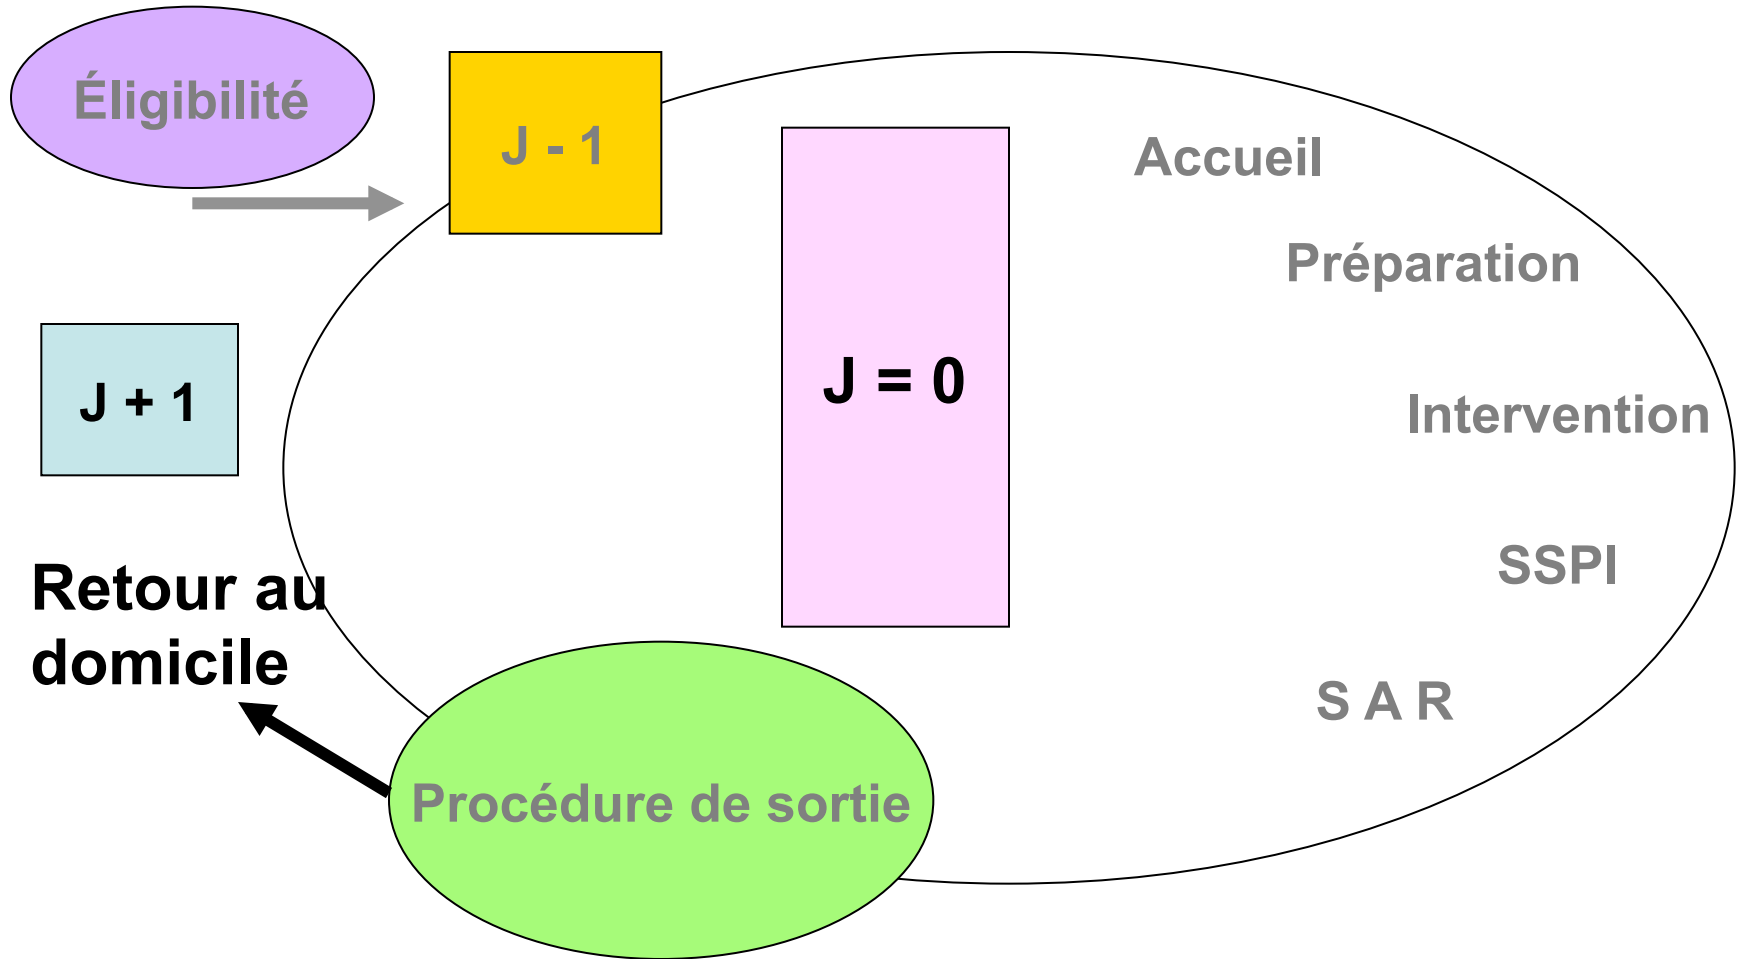 Éligibilité
J - 1
Accueil
Préparation
J = 0
J + 1
Intervention
SSPI
Retour au
domicile
S A R
Procédure de sortie